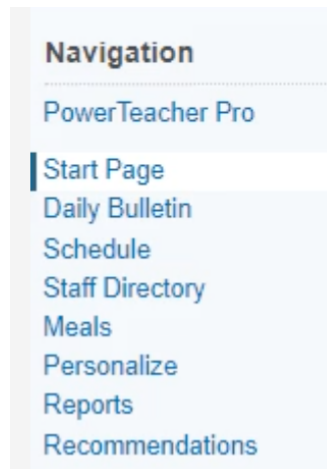 Navigation
PowerTeacher Pro
Start Page
Daily Bulletin
Schedule
Staff Directory
Meals
Personalize
Reports
Recommendations